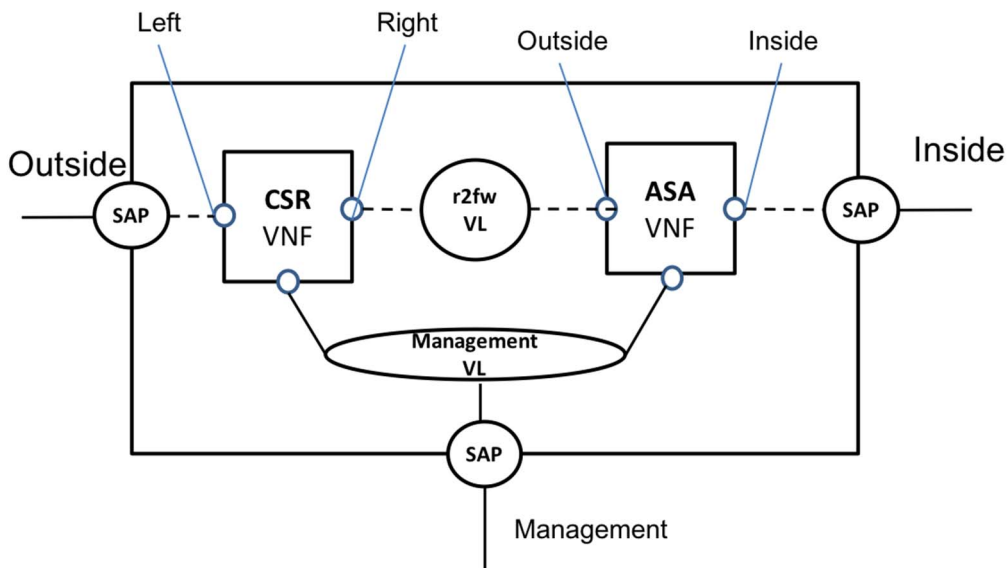 Left
Right
Outside
Inside
Outside
Inside
SAP
CSR
VNF
r2fw
VL
ASA
VNF
SAP
Management
VL
SAP
Management